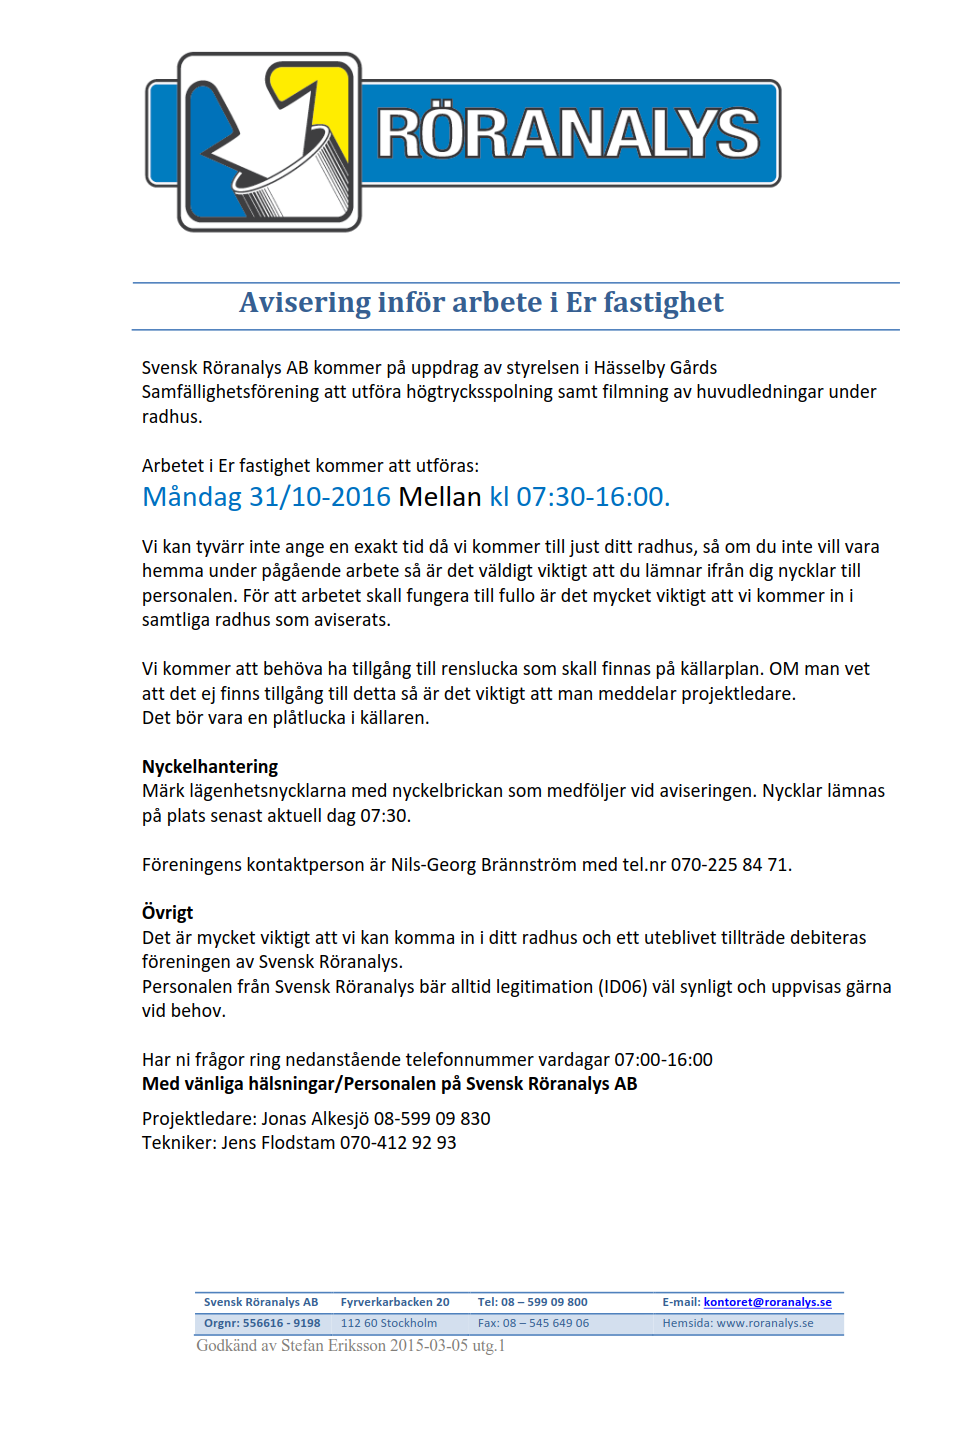 RÖRANALYS
Avisering inför arbete i Er fastighet
Svensk Röranalys AB kommer på uppdrag av styrelsen i Hässelby Gårds
Samfällighetsförening att utföra högtrycksspolning samt filmning av huvudledningar under
radhus.
Arbetet i Er fastighet kommer att utföras:
Måndag 31/10-2016 Mellan kl 07:30-16:00.
Vi kan tyvärr inte ange en exakt tid då vi kommer till just ditt radhus, så om du inte vill vara
hemma under pågående arbete så är det väldigt viktigt att du lämnar ifrån dig nycklar till
personalen. För att arbetet skall fungera till fullo är det mycket viktigt att vi kommer in i
samtliga radhus som aviserats.
Vi kommer att behöva ha tillgång till renslucka som skall finnas på källarplan. OM man vet
att det ej finns tillgång till detta så är det viktigt att man meddelar projektledare.
Det bör vara en plåtlucka i källaren.
Nyckelhantering
Märk lägenhetsnycklarna med nyckelbrickan som medföljer vid aviseringen. Nycklar lämnas
på plats senast aktuell dag 07:30.
Föreningens kontaktperson är Nils-Georg Brännström med tel.nr 070-225 84 71.
Övrigt
Det är mycket viktigt att vi kan komma in i ditt radhus och ett uteblivet tillträde debiteras
föreningen av Svensk Röranalys.
Personalen från Svensk Röranalys bär alltid legitimation (ID06) väl synligt och uppvisas gärna
vid behov.
Har ni frågor ring nedanstående telefonnummer vardagar 07:00-16:00
Med vänliga hälsningar/Personalen på Svensk Röranalys AB
Projektledare: Jonas Alkesjö 08-599 09 830
Tekniker: Jens Flodstam 070-412 92 93
Svensk Röranalys AB Fyrverkarbacken 20 Tel: 08 – 599 09 800 E-mail: kontoret@roranalys.se
Orgnr: 556616 - 9198 112 60 Stockholm Fax: 08 – 545 649 06 Hemsida: www.roranalys.se
Godkänd av Stefan Eriksson 2015-03-05 utg.1